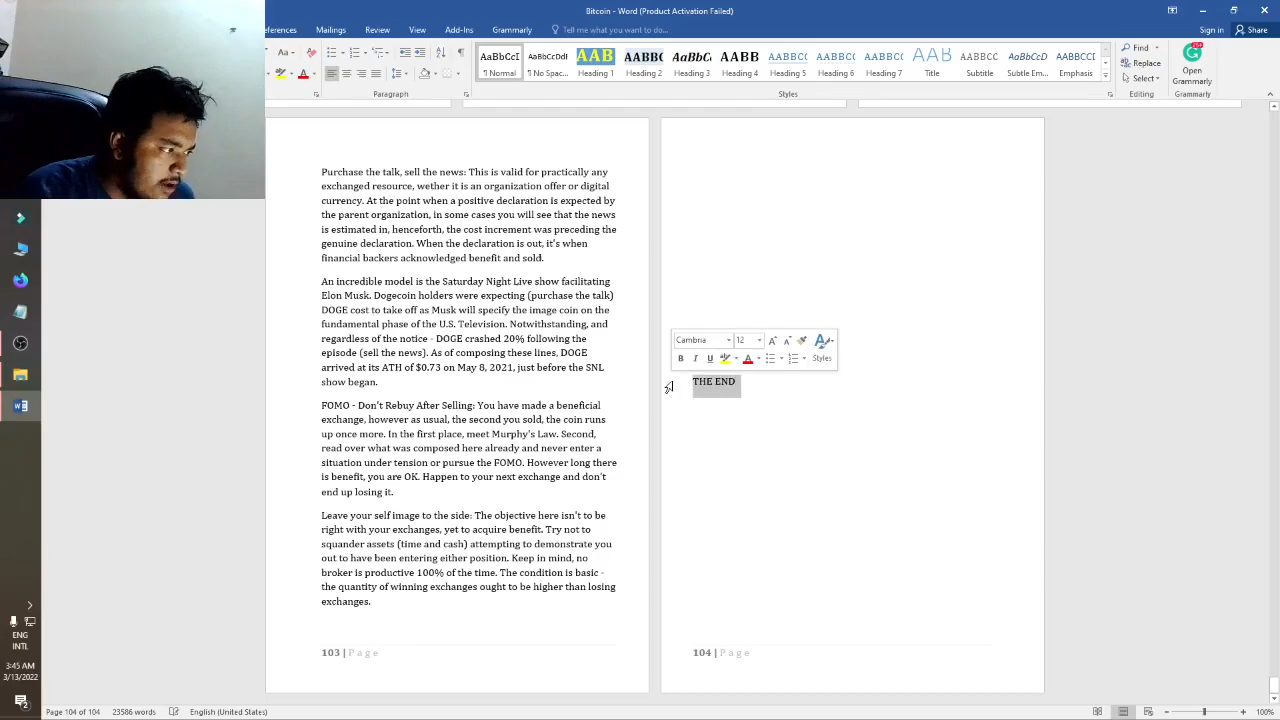 Bitcoin - Word (Product Activation Failed)
Mailings Review View Add-ins Grammarly Tell me what you want to do... Sign in Share
Aa
AaBbCcI AaBbCcDdI AAB AABBC AaBbC AABB AABBCC AABBCC AABBCC AAB AABBCC AaBbCcD AABBCCI
¶ Normal ¶ No Spac... Heading 1 Heading 2 Heading 3 Heading 4 Heading 5 Heading 6 Heading 7 Title Subtitle Subtle Em... Emphasis
Find
Replace
Select
Open
Grammarly
Paragraph Styles Editing Grammarly
Purchase the talk, sell the news: This is valid for practically any
exchanged resource, wether it is an organization offer or digital
currency. At the point when a positive declaration is expected by
the parent organization, in some cases you will see that the news
is estimated in, henceforth, the cost increment was preceding the
genuine declaration. When the declaration is out, it's when
financial backers acknowledged benefit and sold.
An incredible model is the Saturday Night Live show facilitating
Elon Musk. Dogecoin holders were expecting (purchase the talk)
DOGE cost to take off as Musk will specify the image coin on the
fundamental phase of the U.S. Television. Notwithstanding, and
regardless of the notice - DOGE crashed 20% following the
episode (sell the news). As of composing these lines, DOGE
arrived at its ATH of $0.73 on May 8, 2021, just before the SNL
show began.
FOMO - Don't Rebuy After Selling: You have made a beneficial
exchange, however as usual, the second you sold, the coin runs
up once more. In the first place, meet Murphy's Law. Second,
read over what was composed here already and never enter a
situation under tension or pursue the FOMO. However long there
is benefit, you are OK. Happen to your next exchange and don't
end up losing it.
Leave your self image to the side: The objective here isn't to be
right with your exchanges, yet to acquire benefit. Try not to
squander assets (time and cash) attempting to demonstrate you
out to have been entering either position. Keep in mind, no
broker is productive 100% of the time. The condition is basic -
the quantity of winning exchanges ought to be higher than losing
exchanges.
103 | Page
Cambria 12
B I U A Styles
THE END
104 | Page
ENG
3:45 AM
3/13/2022
2
Page 104 of 104 23586 words English (United States) 100%